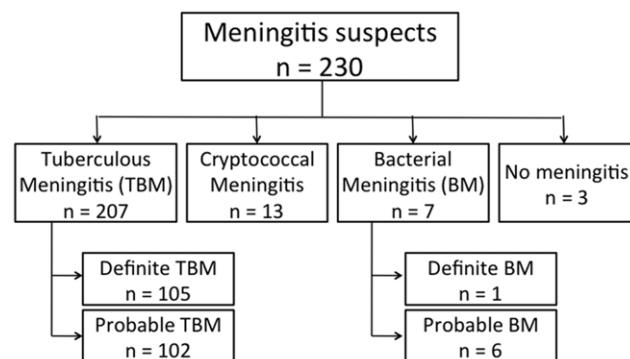 Meningitis suspects
n = 230
Tuberculous
Meningitis (TBM)
n = 207
Cryptococcal
Meningitis
n = 13
Bacterial
Meningitis (BM)
n = 7
No meningitis
n = 3
Definite TBM
n = 105
Probable TBM
n = 102
Definite BM
n = 1
Probable BM
n = 6